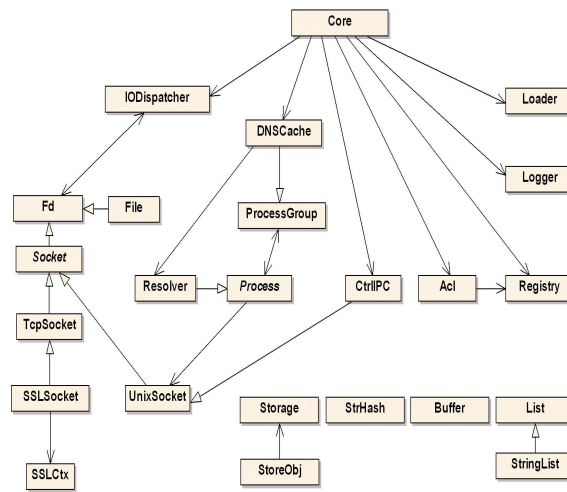 Core
IODispatcher
Loader
DNSCache
Logger
Fd
File
ProcessGroup
Socket
Resolver
Process
CtrlIPC
Acl
Registry
TcpSocket
SSLSocket
UnixSocket
Storage
StrHash
Buffer
List
SSLCtx
StoreObj
StringList